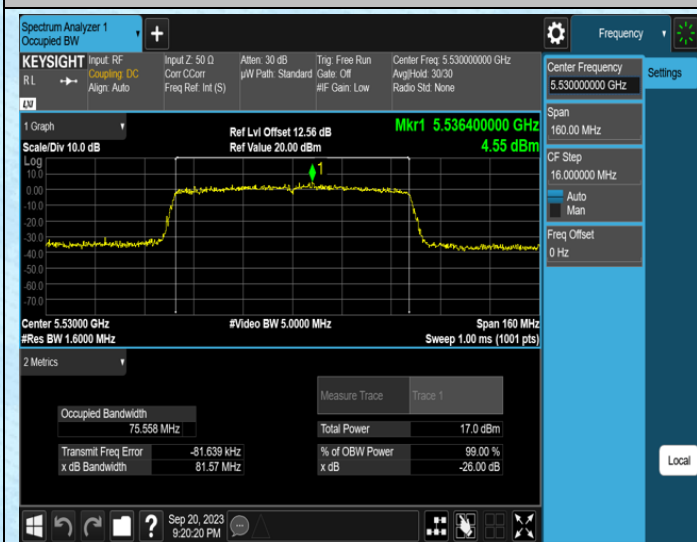 Spectrum Analyzer 1
Occupied BW
Frequency
KEYSIGHT
R L
LXI
Input: RF
Coupling: DC
Align: Auto
Input Z: 50 Ω
Corr CCorr
Freq Ref: Int (S)
Atten: 30 dB
µW Path: Standard
Trig: Free Run
Gate: Off
#IF Gain: Low
Center Freq: 5.530000000 GHz
Avg|Hold: 30/30
Radio Std: None
Center Frequency
5.530000000 GHz
Settings
Span
160.00 MHz
CF Step
16.000000 MHz
Auto
Man
Freq Offset
0 Hz
1 Graph
Scale/Div 10.0 dB
Ref Lvl Offset 12.56 dB
Ref Value 20.00 dBm
Mkr1 5.536400000 GHz
4.55 dBm
Log
10.0
0.00
-10.0
-20.0
-30.0
-40.0
-50.0
-60.0
-70.0
1
Center 5.53000 GHz
#Res BW 1.6000 MHz
#Video BW 5.0000 MHz
Span 160 MHz
Sweep 1.00 ms (1001 pts)
2 Metrics
Measure Trace
Trace 1
Occupied Bandwidth
75.558 MHz
Total Power
17.0 dBm
Transmit Freq Error
-81.639 kHz
% of OBW Power
99.00 %
x dB Bandwidth
81.57 MHz
x dB
-26.00 dB
Local
?
Sep 20, 2023
9:20:20 PM